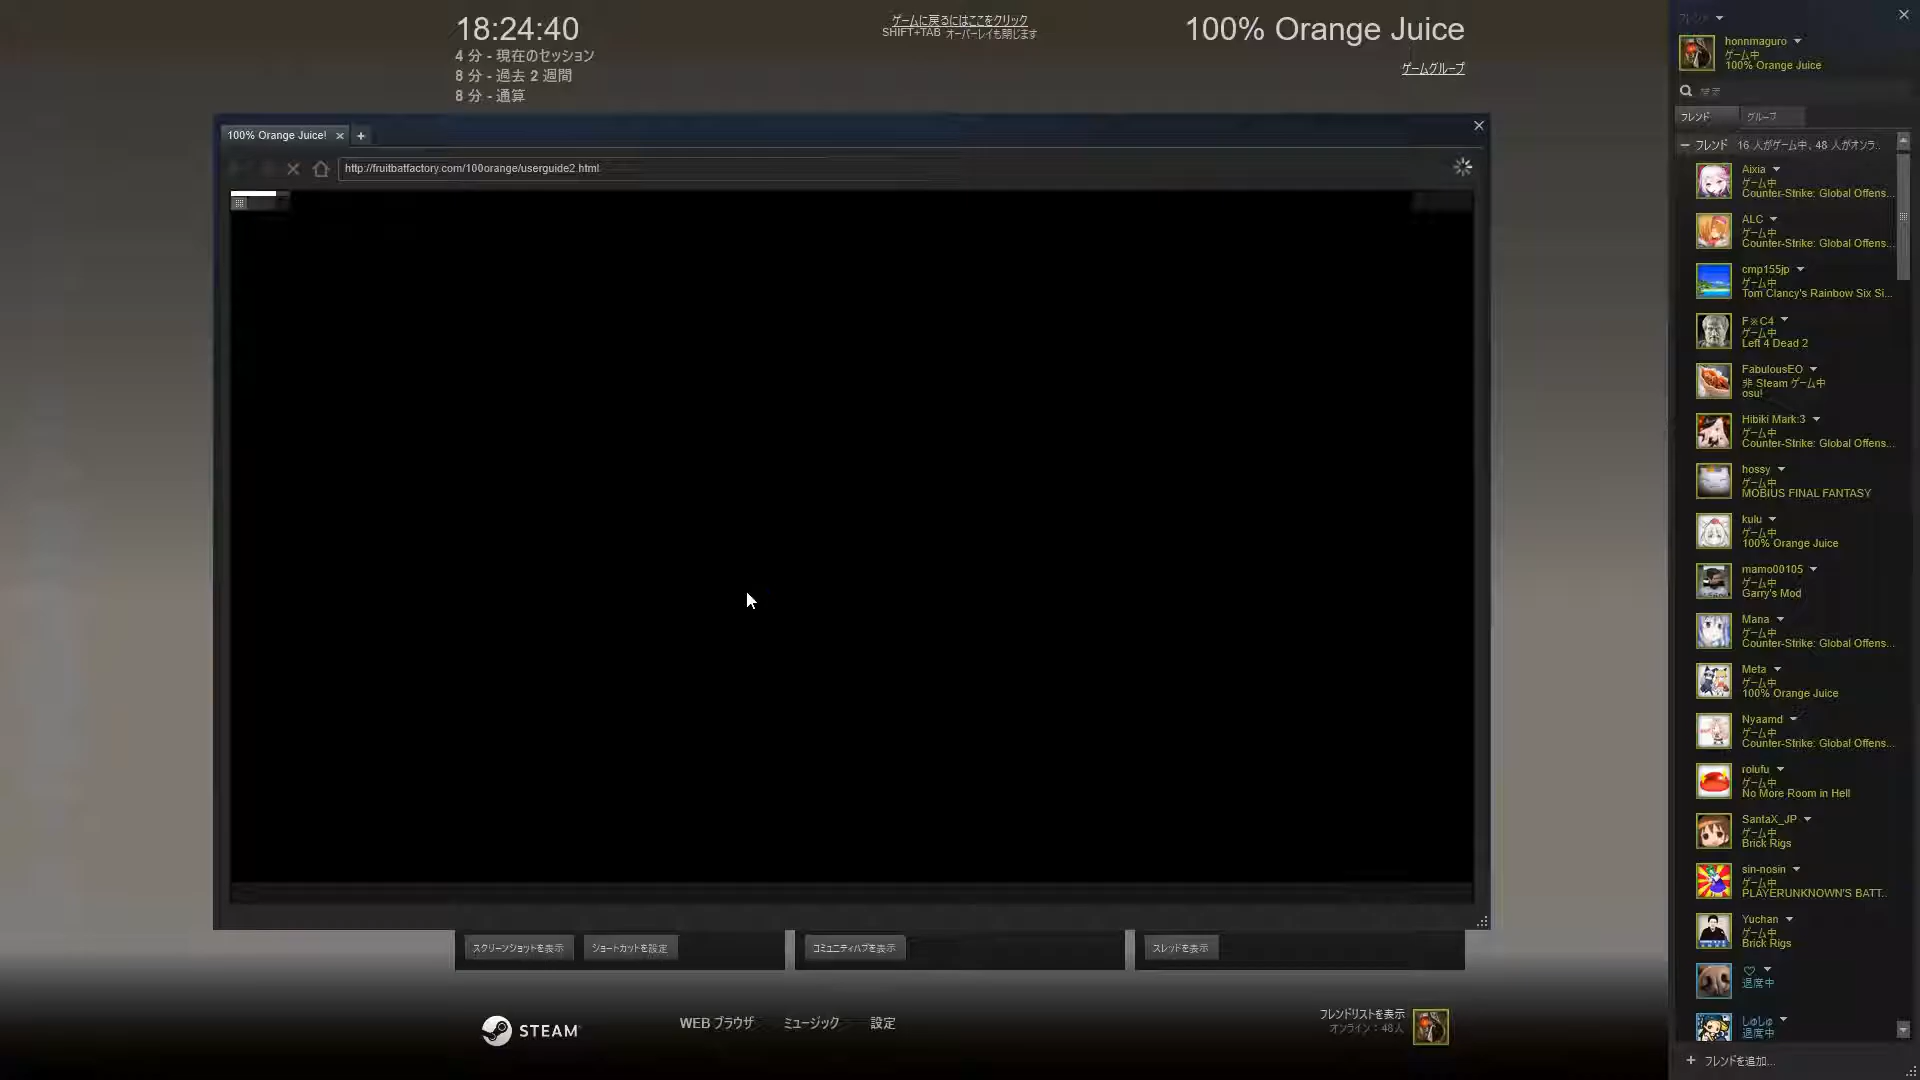 18:24:40
4 分 - 現在のセッション
8 分 - 過去 2 週間
8 分 - 通算
ゲームに戻るにはここをクリック
SHIFT+TAB オーバーレイも閉じます
100% Orange Juice
ゲームグループ
100% Orange Juice!
http://fruitbatfactory.com/100orange/userguide2.html
スクリーンショットを表示
ショートカットを設定
コミュニティハブを表示
スレッドを表示
STEAM
WEB ブラウザ
ミュージック
設定
フレンドリストを表示
オンライン：48人
フレンド
honnmaguro
ゲーム中
100% Orange Juice
検索
フレンド
グループ
フレンド 16 人がゲーム中、48 人がオンラ..
Aixia
ゲーム中
Counter-Strike: Global Offens...
ALC
ゲーム中
Counter-Strike: Global Offens...
cmp155jp
ゲーム中
Tom Clancy's Rainbow Six Si...
F※C4
ゲーム中
Left 4 Dead 2
FabulousEO
非 Steam ゲーム中
osu!
Hibiki Mark:3
ゲーム中
Counter-Strike: Global Offens...
hossy
ゲーム中
MOBIUS FINAL FANTASY
kulu
ゲーム中
100% Orange Juice
mamo00105
ゲーム中
Garry's Mod
Mana
ゲーム中
Counter-Strike: Global Offens...
Meta
ゲーム中
100% Orange Juice
Nyaamd
ゲーム中
Counter-Strike: Global Offens...
roiufu
ゲーム中
No More Room in Hell
SantaX_JP
ゲーム中
Brick Rigs
sin-nosin
ゲーム中
PLAYERUNKNOWN'S BATT..
Yuchan
ゲーム中
Brick Rigs
♡
退席中
しゅしゅ
退席中
フレンドを追加...